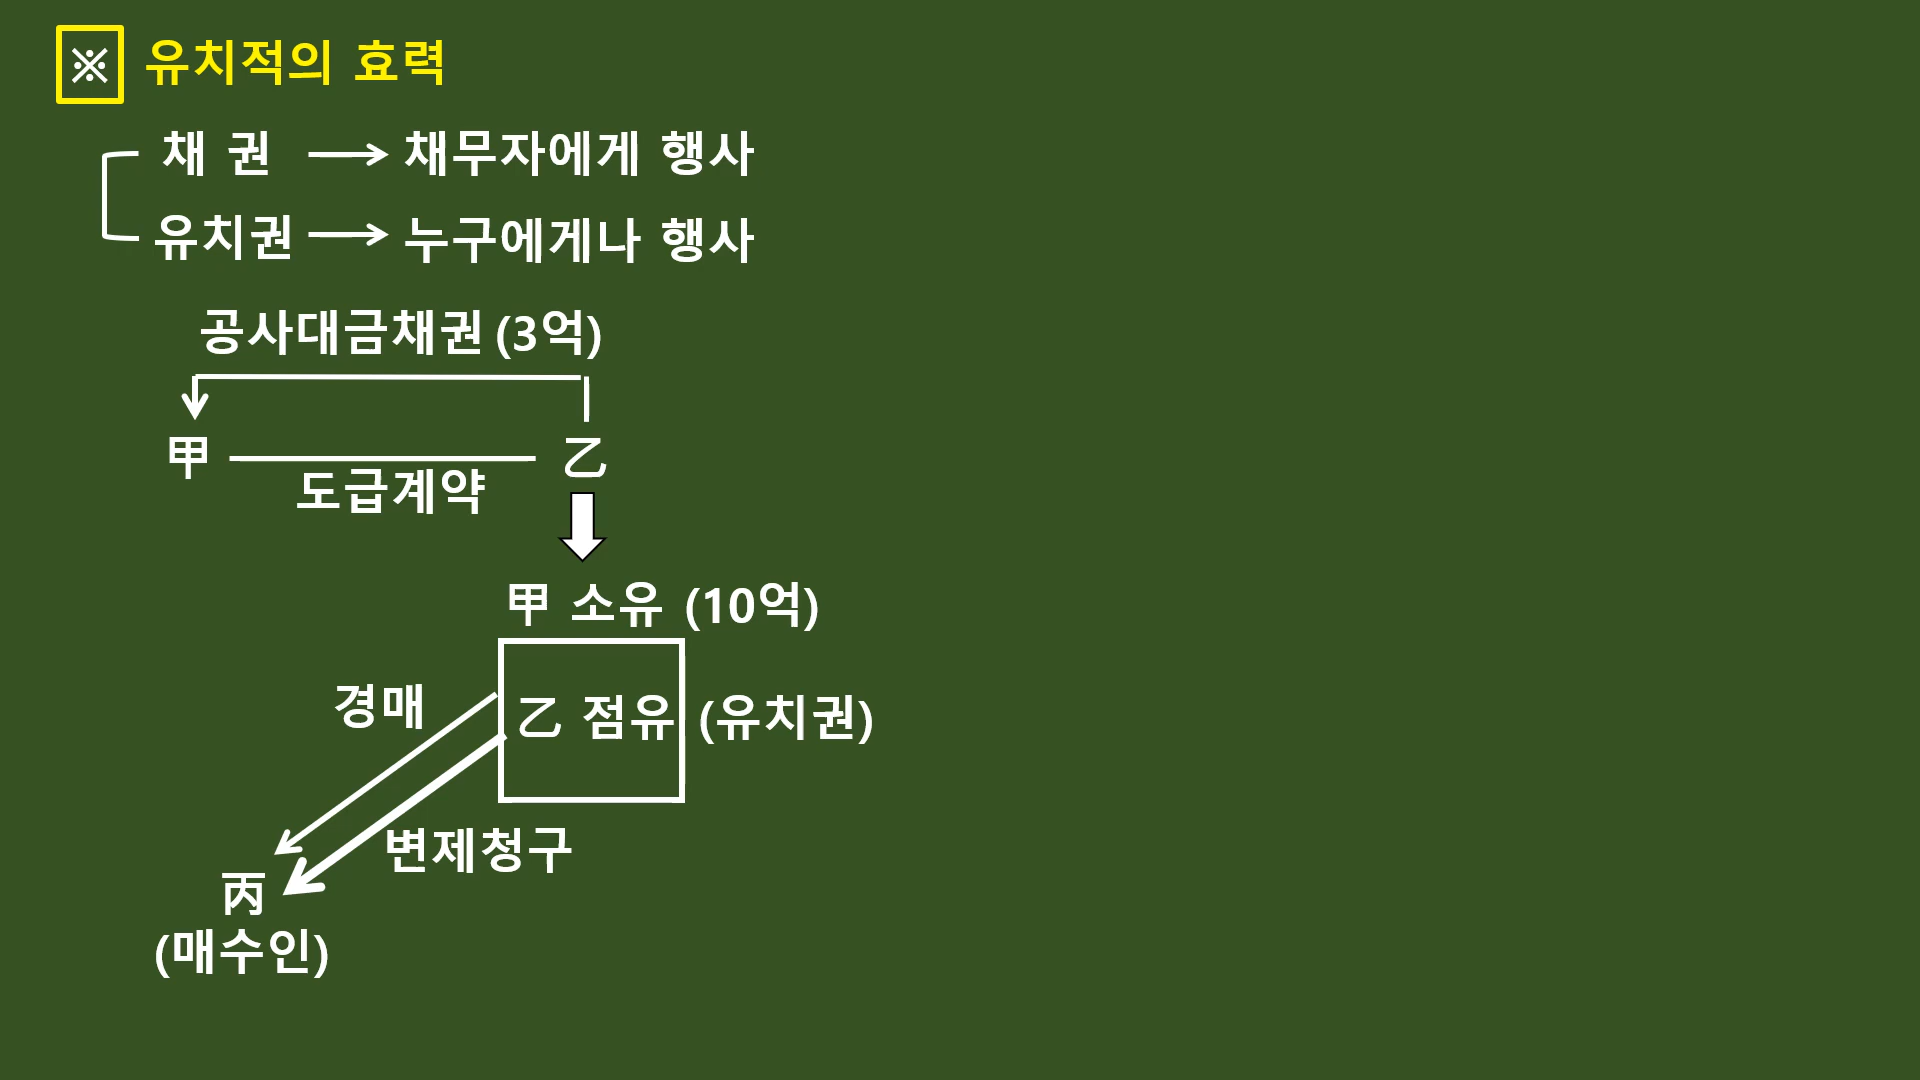 ※ 유치적의 효력
채 권 → 채무자에게 행사
유치권 → 누구에게나 행사
공사대금채권 (3억)
甲 乙
도급계약
甲 소유 (10억)
경매
乙 점유 (유치권)
변제청구
丙
(매수인)